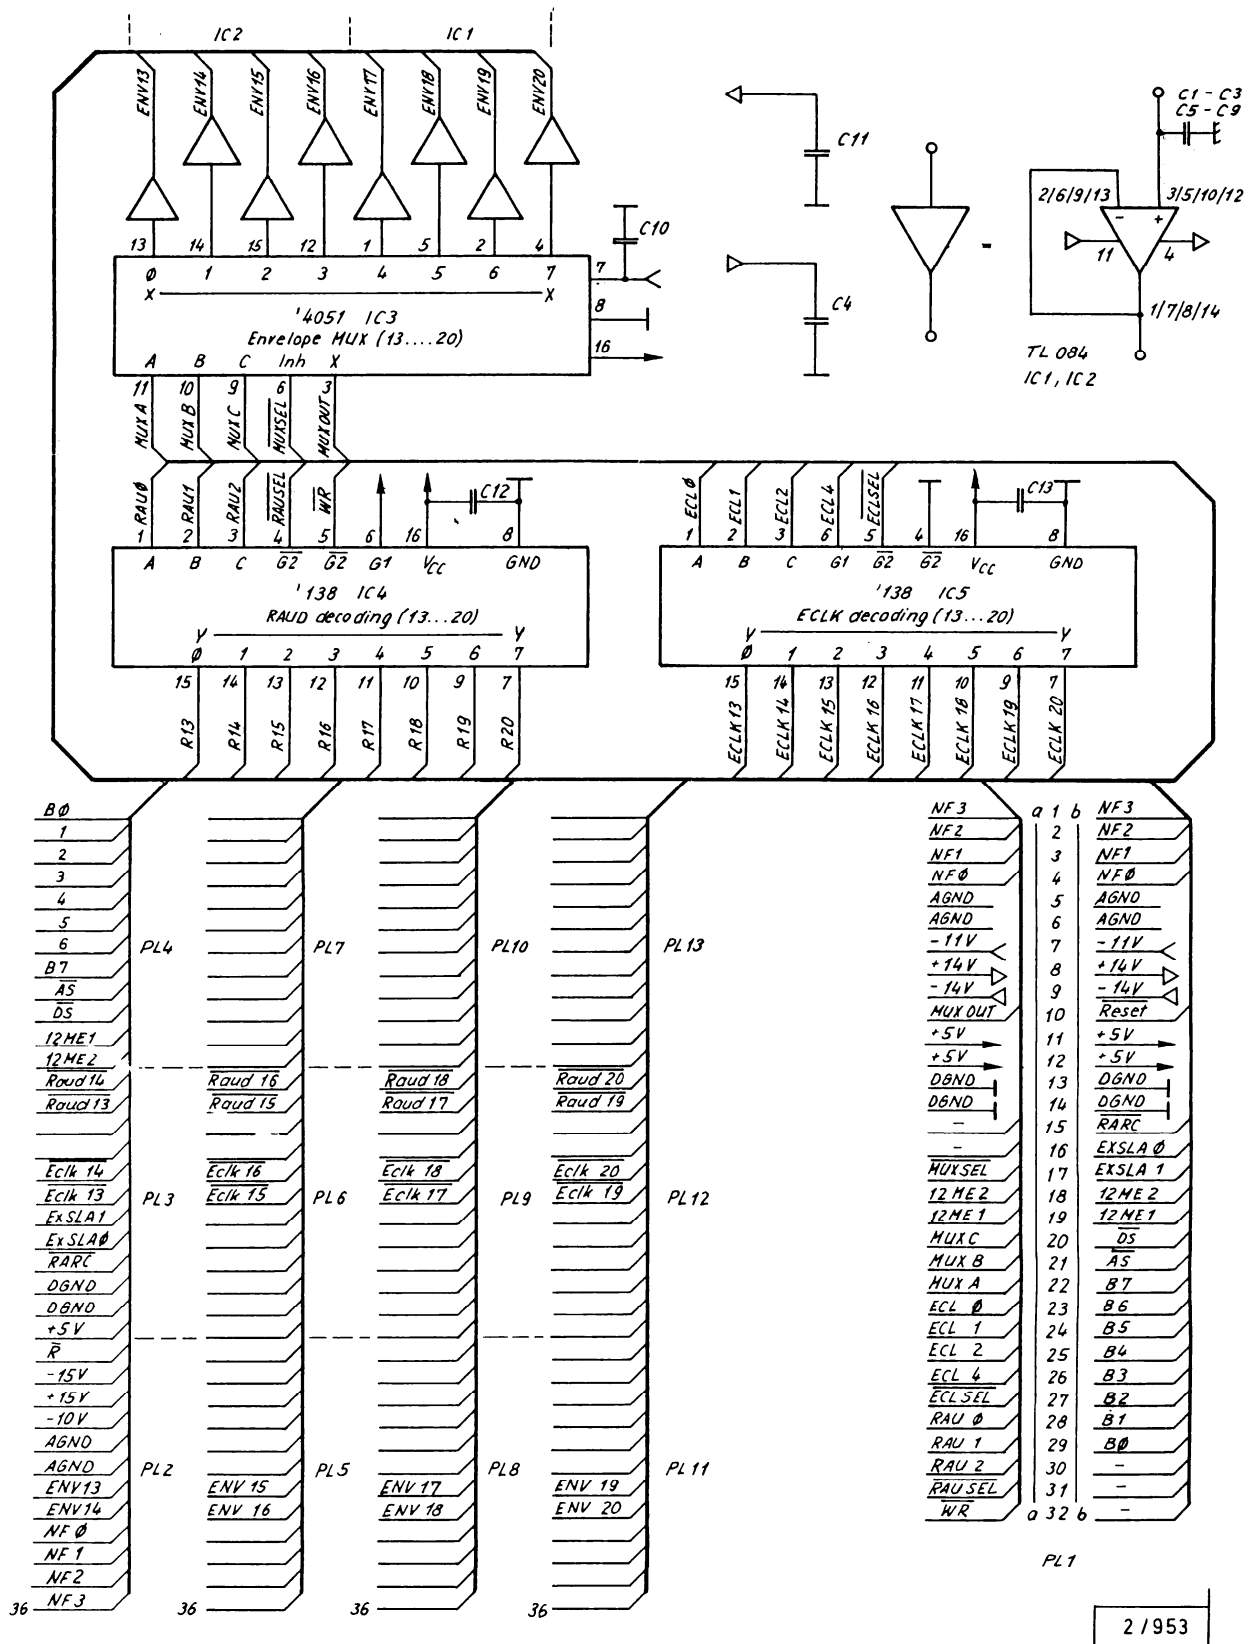 IC2 IC1
ENV13 ENV14 ENV15 ENV16 ENV17 ENV18 ENV19 ENV20
13 14 15 12 1 5 2 4
Ø 1 2 3 4 5 6 7
X X
'4051 IC3
Envelope MUX (13....20)
A B C Inh X
11 10 9 6 3
7
8
16
C10
C11
C4
C1 - C3
C5 - C9
2/6/9/13 3/5/10/12
- +
11 4
1/7/8/14
TL 084
IC1, IC2
MUX A MUX B MUX C MUXSEL MUX OUT
RAUØ RAU1 RAU2 RAUSEL WR
C12
1 2 3 4 5 6 16 8
A B C G2 G2 G1 VCC GND
'138 IC4
RAUD decoding (13...20)
Y Y
Ø 1 2 3 4 5 6 7
15 14 13 12 11 10 9 7
R13 R14 R15 R16 R17 R18 R19 R20
ECLØ ECL1 ECL2 ECL4 ECLSEL
C13
1 2 3 6 5 4 16 8
A B C G1 G2 G2 VCC GND
'138 IC5
ECLK decoding (13...20)
Y Y
Ø 1 2 3 4 5 6 7
15 14 13 12 11 10 9 7
ECLK 13 ECLK 14 ECLK 15 ECLK 16 ECLK 17 ECLK 18 ECLK 19 ECLK 20
BØ
1
2
3
4
5
6
B7
AS
DS
12ME1
12ME2
Raud 14
Raud 13
Eclk 14
Eclk 13
ExSLA1
ExSLAØ
RARC
DGND
DGND
+5V
R
-15V
+15V
-10V
AGND
AGND
ENV13
ENV14
NFØ
NF1
NF2
36 NF3
PL4
PL3
PL2
Raud 16
Raud 15
Eclk 16
Eclk 15
ENV 15
ENV 16
36
PL7
PL6
PL5
Raud 18
Raud 17
Eclk 18
Eclk 17
ENV 17
ENV 18
36
PL10
PL9
PL8
Raud 20
Raud 19
Eclk 20
Eclk 19
ENV 19
ENV 20
36
PL13
PL12
PL11
NF3 a 1 b NF3
NF2 2 NF2
NF1 3 NF1
NFØ 4 NFØ
AGND 5 AGND
AGND 6 AGND
-11V 7 -11V
+14V 8 +14V
-14V 9 -14V
MUX OUT 10 Reset
+5V 11 +5V
+5V 12 +5V
DGND 13 DGND
DGND 14 DGND
- 15 RARC
- 16 EXSLA Ø
MUXSEL 17 EXSLA 1
12ME2 18 12ME2
12ME1 19 12ME1
MUXC 20 DS
MUX B 21 AS
MUX A 22 B7
ECL Ø 23 B6
ECL 1 24 B5
ECL 2 25 B4
ECL 4 26 B3
ECLSEL 27 B2
RAU Ø 28 B1
RAU 1 29 BØ
RAU 2 30 -
RAUSEL 31 -
WR a 32 b -
PL1
2/953